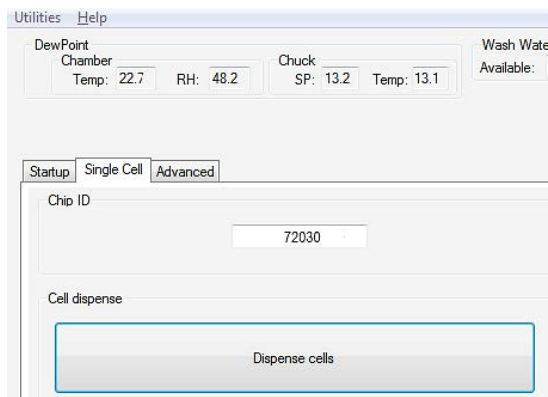 Utilities Help
DewPoint
Chamber
Temp: 22.7 RH: 48.2
Chuck
SP: 13.2 Temp: 13.1
Wash Wate
Available:
Startup Single Cell Advanced
Chip ID
72030
Cell dispense
Dispense cells